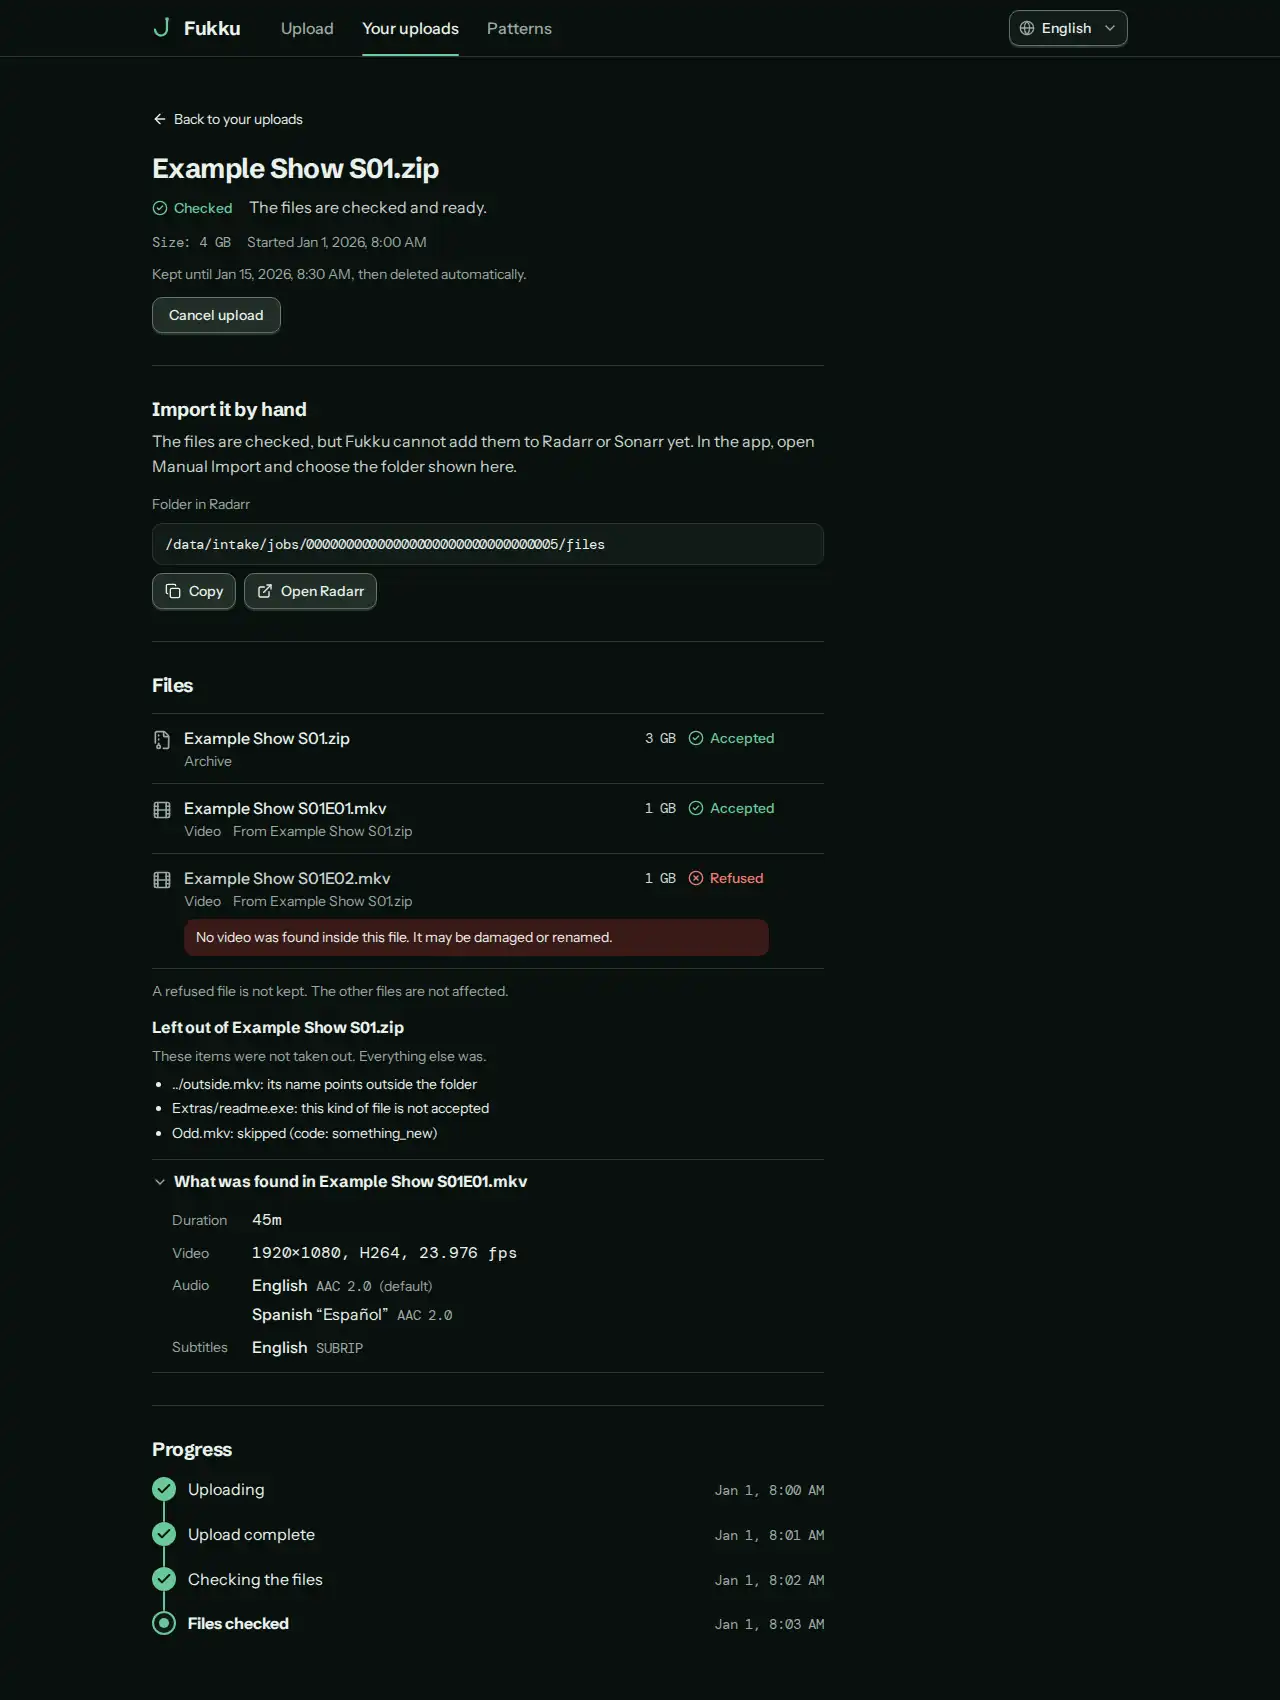 Fukku Upload Your uploads Patterns English
Back to your uploads
Example Show S01.zip
Checked The files are checked and ready.
Size: 4 GB Started Jan 1, 2026, 8:00 AM
Kept until Jan 15, 2026, 8:30 AM, then deleted automatically.
Cancel upload
Import it by hand
The files are checked, but Fukku cannot add them to Radarr or Sonarr yet. In the app, open
Manual Import and choose the folder shown here.
Folder in Radarr
/data/intake/jobs/00000000000000000000000000000005/files
Copy Open Radarr
Files
Example Show S01.zip 3 GB Accepted
Archive
Example Show S01E01.mkv 1 GB Accepted
Video From Example Show S01.zip
Example Show S01E02.mkv 1 GB Refused
Video From Example Show S01.zip
No video was found inside this file. It may be damaged or renamed.
A refused file is not kept. The other files are not affected.
Left out of Example Show S01.zip
These items were not taken out. Everything else was.
• ../outside.mkv: its name points outside the folder
• Extras/readme.exe: this kind of file is not accepted
• Odd.mkv: skipped (code: something_new)
What was found in Example Show S01E01.mkv
Duration 45m
Video 1920×1080, H264, 23.976 fps
Audio English AAC 2.0 (default)
Spanish “Español” AAC 2.0
Subtitles English SUBRIP
Progress
Uploading Jan 1, 8:00 AM
Upload complete Jan 1, 8:01 AM
Checking the files Jan 1, 8:02 AM
Files checked Jan 1, 8:03 AM